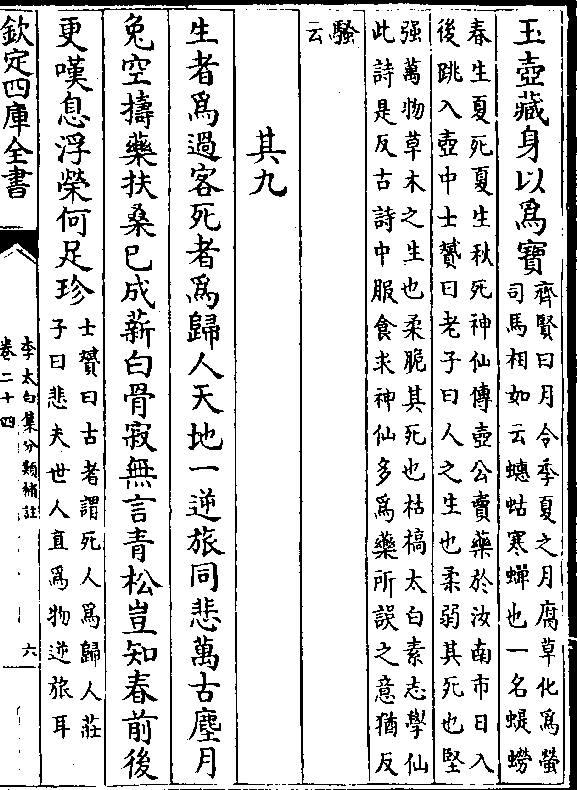 玉壺藏身以爲寳
齊賢曰月令季夏之月腐草化爲螢
司馬相如云蟪蛄寒蟬也一名蝭蟧
春生夏死夏生秋死神仙傳壺公賣藥於汝南市日入
後跳入壺中士贇曰老子曰人之生也柔弱其死也堅
强萬物草木之生也柔脆其死也枯槁太白素志學仙
此詩是反古詩中服食求神仙多爲藥所誤之意猶反
騷
云
其九
生者爲過客死者爲歸人天地一逆旅同悲萬古塵月
兔空擣藥扶桑已成薪白骨寂無言青松豈知春前後
更嘆息浮榮何足珍
士贇曰古者謂死人爲歸人莊
子曰悲夫世人直爲物逆旅耳
欽定四庫全書
李太白集分類補註
卷二十四
六